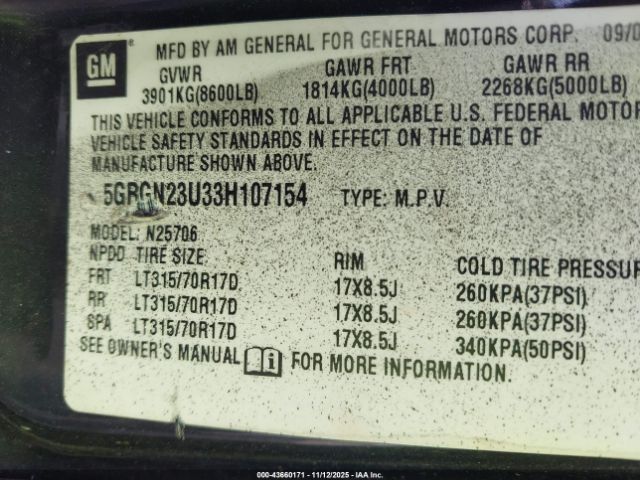 GM
MFD BY AM GENERAL FOR GENERAL MOTORS CORP. 09/0
GVWR GAWR FRT GAWR RR
3901KG(8600LB) 1814KG(4000LB) 2268KG(5000LB)
THIS VEHICLE CONFORMS TO ALL APPLICABLE U.S. FEDERAL MOTOR
VEHICLE SAFETY STANDARDS IN EFFECT ON THE DATE OF
MANUFACTURE SHOWN ABOVE.
5GRGN23U33H107154 TYPE: M.P.V.
MODEL: N25706
NPDD TIRE SIZE RIM COLD TIRE PRESSUR
FRT LT315/70R17D 17X8.5J 260KPA(37PSI)
RR LT315/70R17D 17X8.5J 260KPA(37PSI)
SPA LT315/70R17D 17X8.5J 340KPA(50PSI)
SEE OWNER'S MANUAL i FOR MORE INFORMATION.
000-43660171 - 11/12/2025 - IAA Inc.